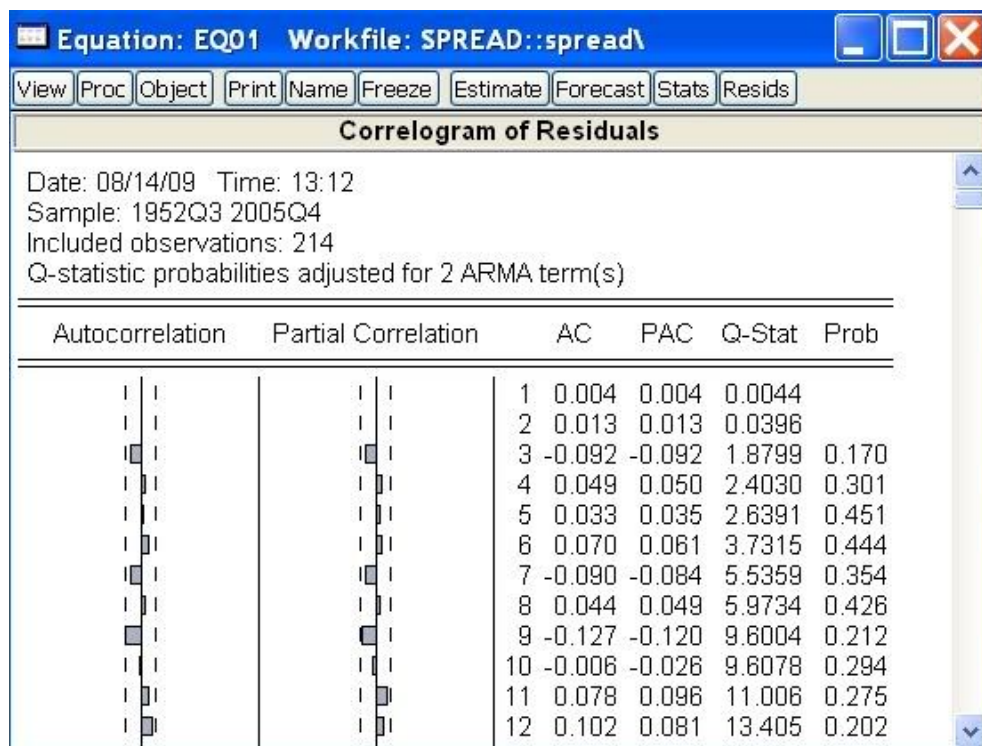 Equation: EQ01 Workfile: SPREAD::spread\
View Proc Object Print Name Freeze Estimate Forecast Stats Resids
Correlogram of Residuals
Date: 08/14/09 Time: 13:12
Sample: 1952Q3 2005Q4
Included observations: 214
Q-statistic probabilities adjusted for 2 ARMA term(s)
Autocorrelation Partial Correlation AC PAC Q-Stat Prob
1 0.004 0.004 0.0044
2 0.013 0.013 0.0396
3 -0.092 -0.092 1.8799 0.170
4 0.049 0.050 2.4030 0.301
5 0.033 0.035 2.6391 0.451
6 0.070 0.061 3.7315 0.444
7 -0.090 -0.084 5.5359 0.354
8 0.044 0.049 5.9734 0.426
9 -0.127 -0.120 9.6004 0.212
10 -0.006 -0.026 9.6078 0.294
11 0.078 0.096 11.006 0.275
12 0.102 0.081 13.405 0.202